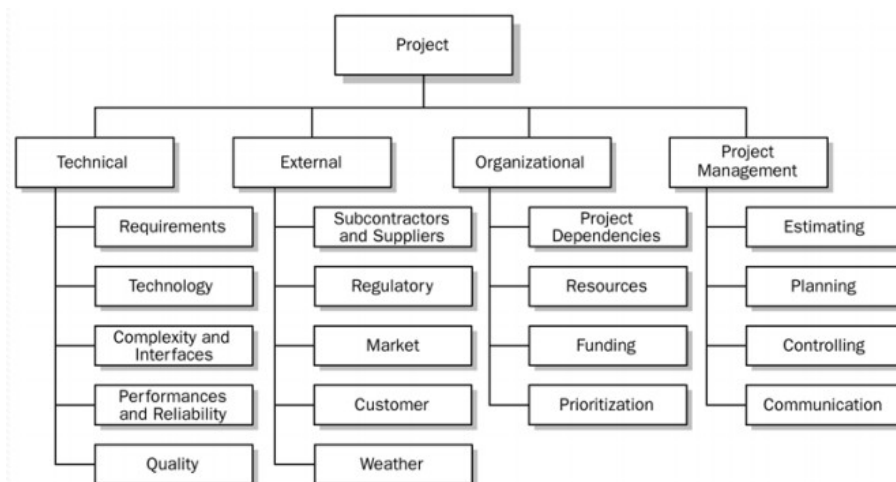 Project
Technical
External
Organizational
Project
Management
Requirements
Technology
Complexity and
Interfaces
Performances
and Reliability
Quality
Subcontractors
and Suppliers
Regulatory
Market
Customer
Weather
Project
Dependencies
Resources
Funding
Prioritization
Estimating
Planning
Controlling
Communication